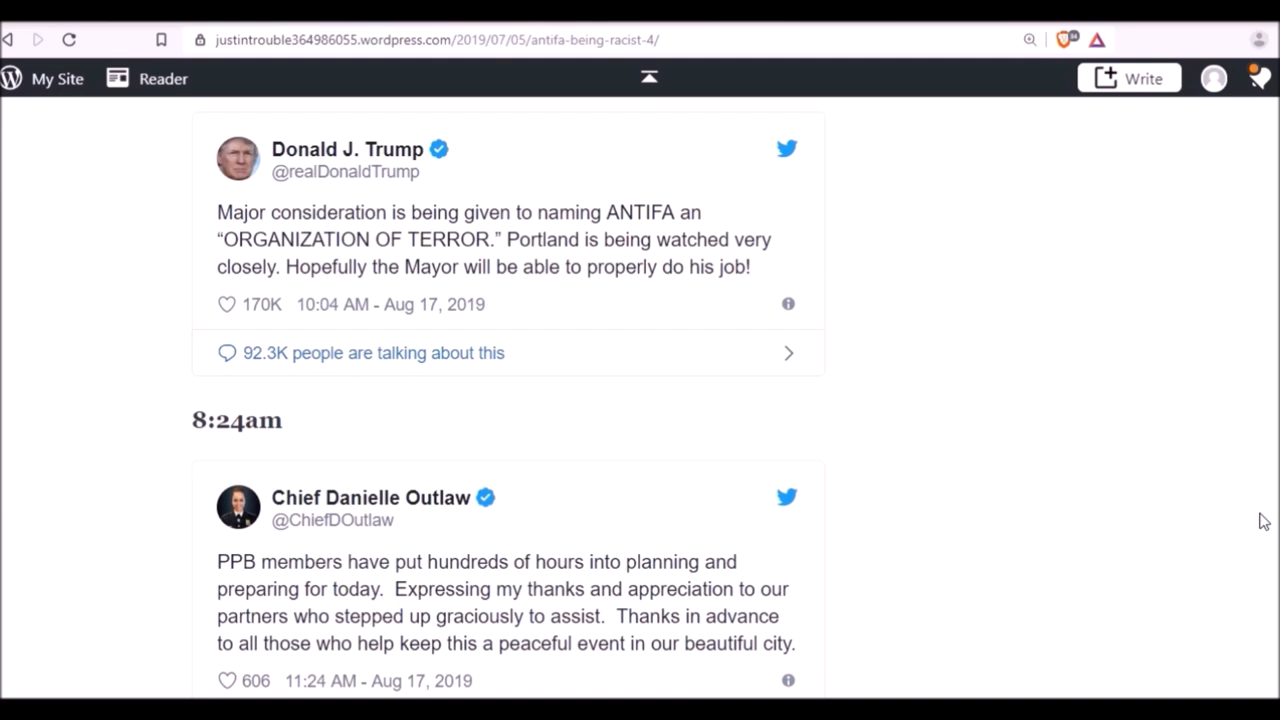 justintrouble364986055.wordpress.com/2019/07/05/antifa-being-racist-4/
My Site
Reader
Write
Donald J. Trump
@realDonaldTrump
Major consideration is being given to naming ANTIFA an
“ORGANIZATION OF TERROR.” Portland is being watched very
closely. Hopefully the Mayor will be able to properly do his job!
170K 10:04 AM - Aug 17, 2019
92.3K people are talking about this
8:24am
Chief Danielle Outlaw
@ChiefDOutlaw
PPB members have put hundreds of hours into planning and
preparing for today.  Expressing my thanks and appreciation to our
partners who stepped up graciously to assist.  Thanks in advance
to all those who help keep this a peaceful event in our beautiful city.
606 11:24 AM - Aug 17, 2019